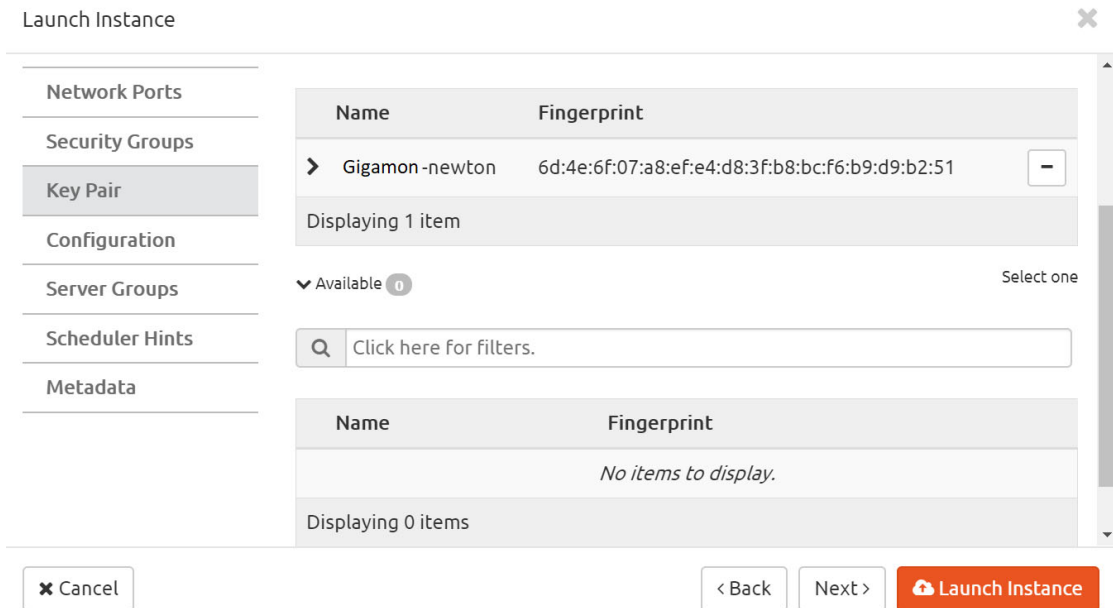 Launch Instance
Network Ports
Security Groups
Key Pair
Configuration
Server Groups
Scheduler Hints
Metadata
Name Fingerprint
Gigamon-newton 6d:4e:6f:07:a8:ef:e4:d8:3f:b8:bc:f6:b9:d9:b2:51
Displaying 1 item
Available 0
Select one
Click here for filters.
Name Fingerprint
No items to display.
Displaying 0 items
Cancel
< Back
Next >
Launch Instance